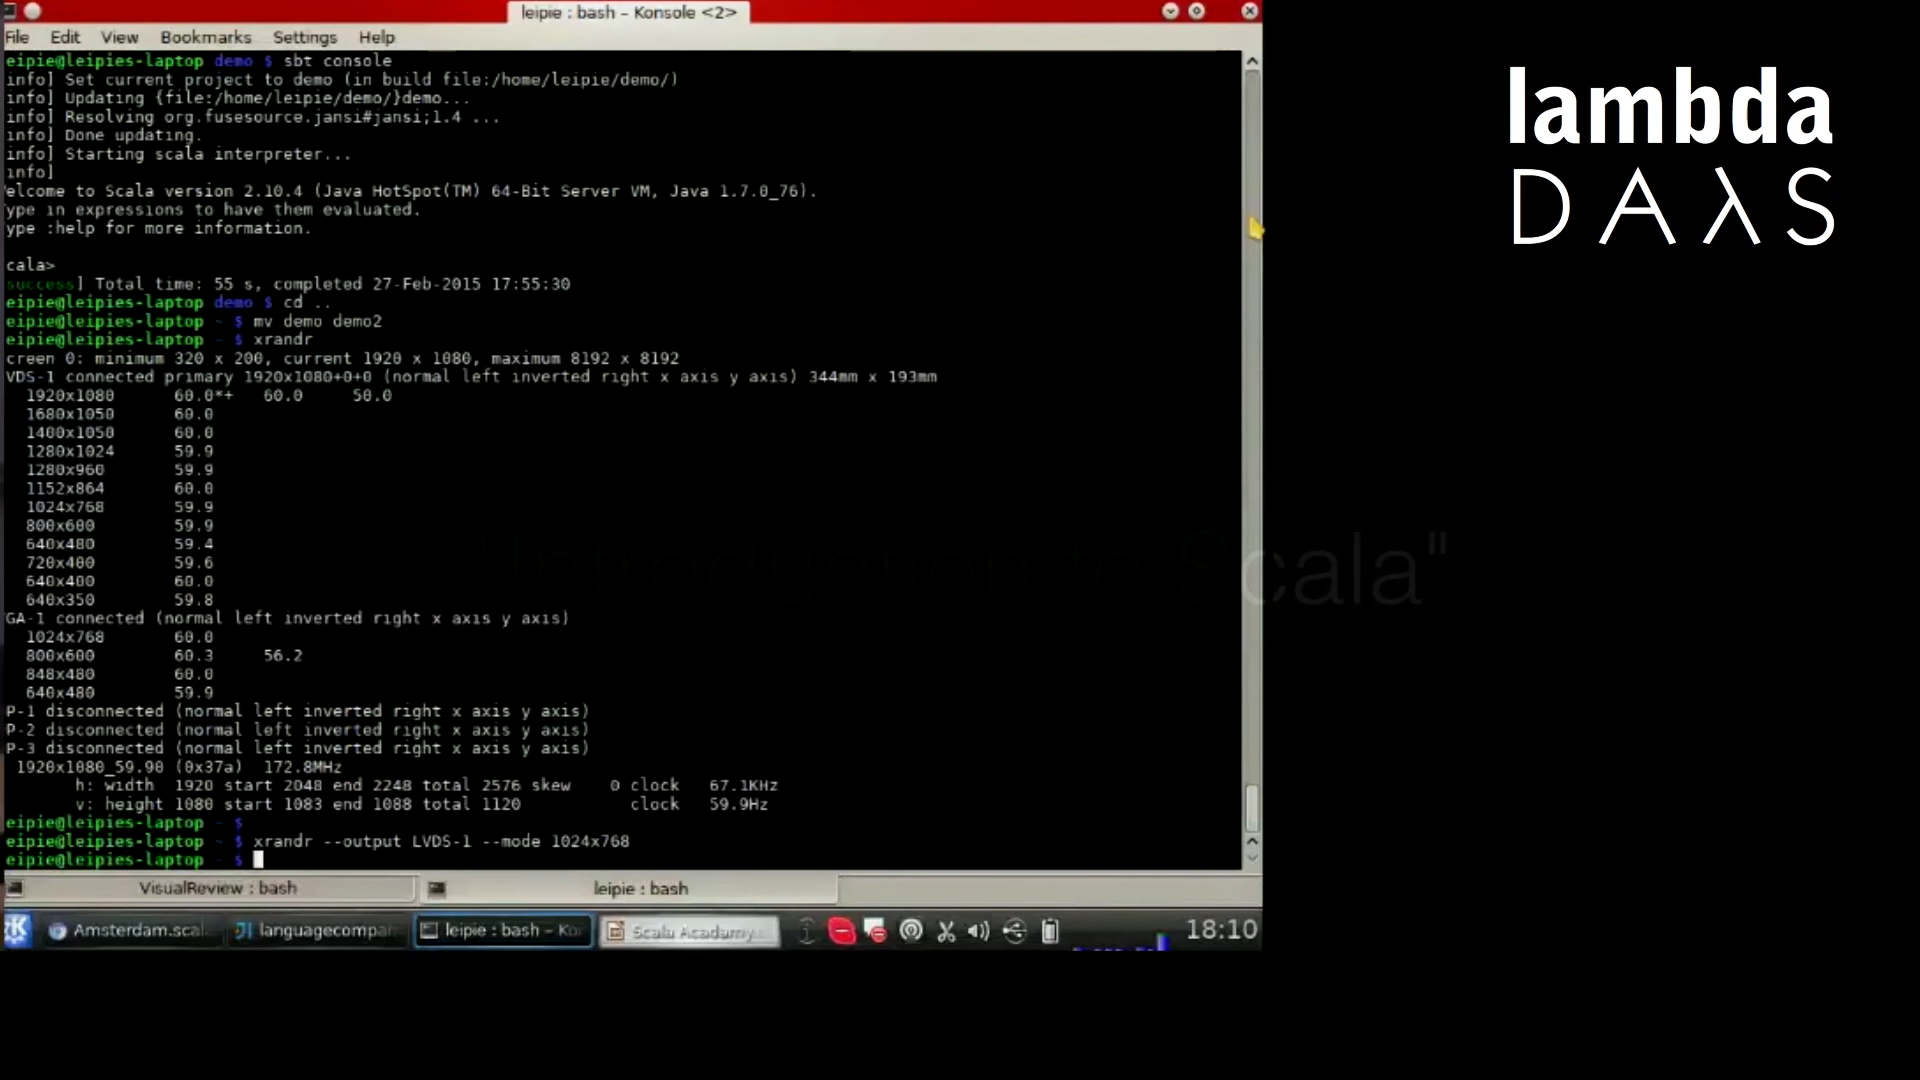 leipie : bash – Konsole <2>
File Edit View Bookmarks Settings Help
eipie@leipies-laptop demo $ sbt console
info] Set current project to demo (in build file:/home/leipie/demo/)
info] Updating {file:/home/leipie/demo/}demo...
info] Resolving org.fusesource.jansi#jansi;1.4 ...
info] Done updating.
info] Starting scala interpreter...
info]
elcome to Scala version 2.10.4 (Java HotSpot(TM) 64-Bit Server VM, Java 1.7.0_76).
ype in expressions to have them evaluated.
ype :help for more information.
cala>
success] Total time: 55 s, completed 27-Feb-2015 17:55:30
eipie@leipies-laptop demo $ cd ..
eipie@leipies-laptop ~ $ mv demo demo2
eipie@leipies-laptop ~ $ xrandr
creen 0: minimum 320 x 200, current 1920 x 1080, maximum 8192 x 8192
VDS-1 connected primary 1920x1080+0+0 (normal left inverted right x axis y axis) 344mm x 193mm
1920x1080 60.0*+ 60.0 50.0
1680x1050 60.0
1400x1050 60.0
1280x1024 59.9
1280x960 59.9
1152x864 60.0
1024x768 59.9
800x600 59.9
640x480 59.4
720x400 59.6
640x400 60.0
640x350 59.8
GA-1 connected (normal left inverted right x axis y axis)
1024x768 60.0
800x600 60.3 56.2
848x480 60.0
640x480 59.9
P-1 disconnected (normal left inverted right x axis y axis)
P-2 disconnected (normal left inverted right x axis y axis)
P-3 disconnected (normal left inverted right x axis y axis)
1920x1080_59.90 (0x37a) 172.8MHz
h: width 1920 start 2048 end 2248 total 2576 skew 0 clock 67.1KHz
v: height 1080 start 1083 end 1088 total 1120 clock 59.9Hz
eipie@leipies-laptop ~ $
eipie@leipies-laptop ~ $ xrandr --output LVDS-1 --mode 1024x768
eipie@leipies-laptop ~ $
VisualReview : bash leipie : bash
Amsterdam.scal languagecompar leipie : bash – Ko Scala Acadamy 18:10
lambda
DAλS
"Introduction to Scala"